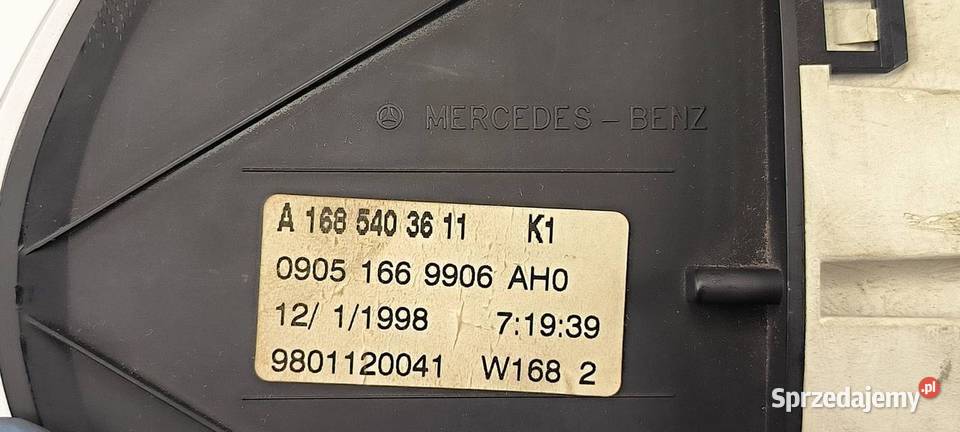 MERCEDES - BENZ
A 168 540 36 11 K1
0905 166 9906 AH0
12/ 1/1998 7:19:39
9801120041 W168 2
Sprzedajemy.pl